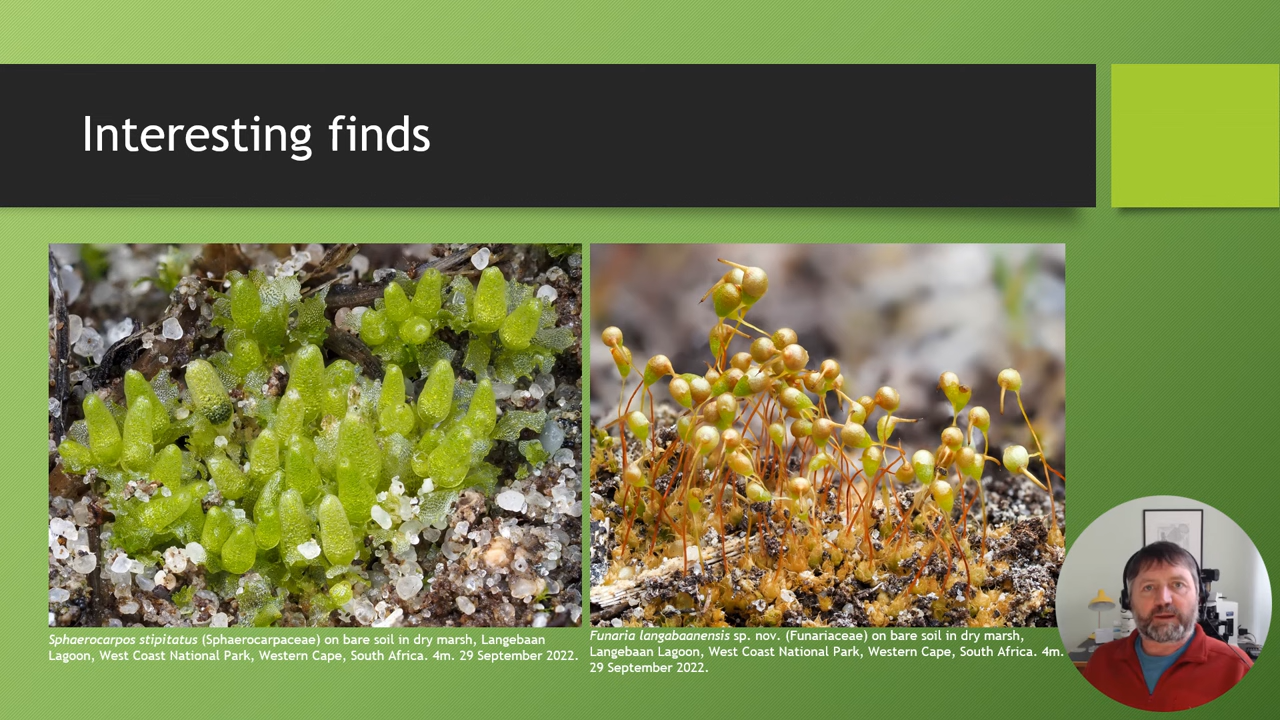 Interesting finds
Sphaerocarpos stipitatus (Sphaerocarpaceae) on bare soil in dry marsh, Langebaan
Lagoon, West Coast National Park, Western Cape, South Africa. 4m. 29 September 2022.
Funaria langabaanensis sp. nov. (Funariaceae) on bare soil in dry marsh,
Langebaan Lagoon, West Coast National Park, Western Cape, South Africa. 4m.
29 September 2022.